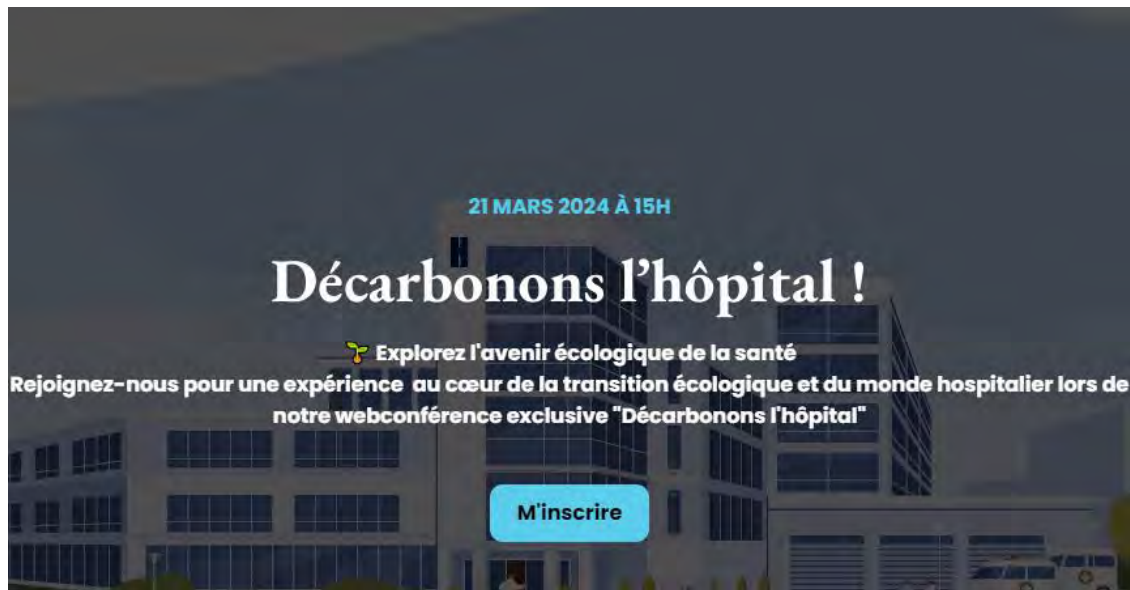 21 MARS 2024 À 15H
Décarbonons l’hôpital !
🌱 Explorez l'avenir écologique de la santé
Rejoignez-nous pour une expérience au cœur de la transition écologique et du monde hospitalier lors de
notre webconférence exclusive "Décarbonons l'hôpital"
M'inscrire